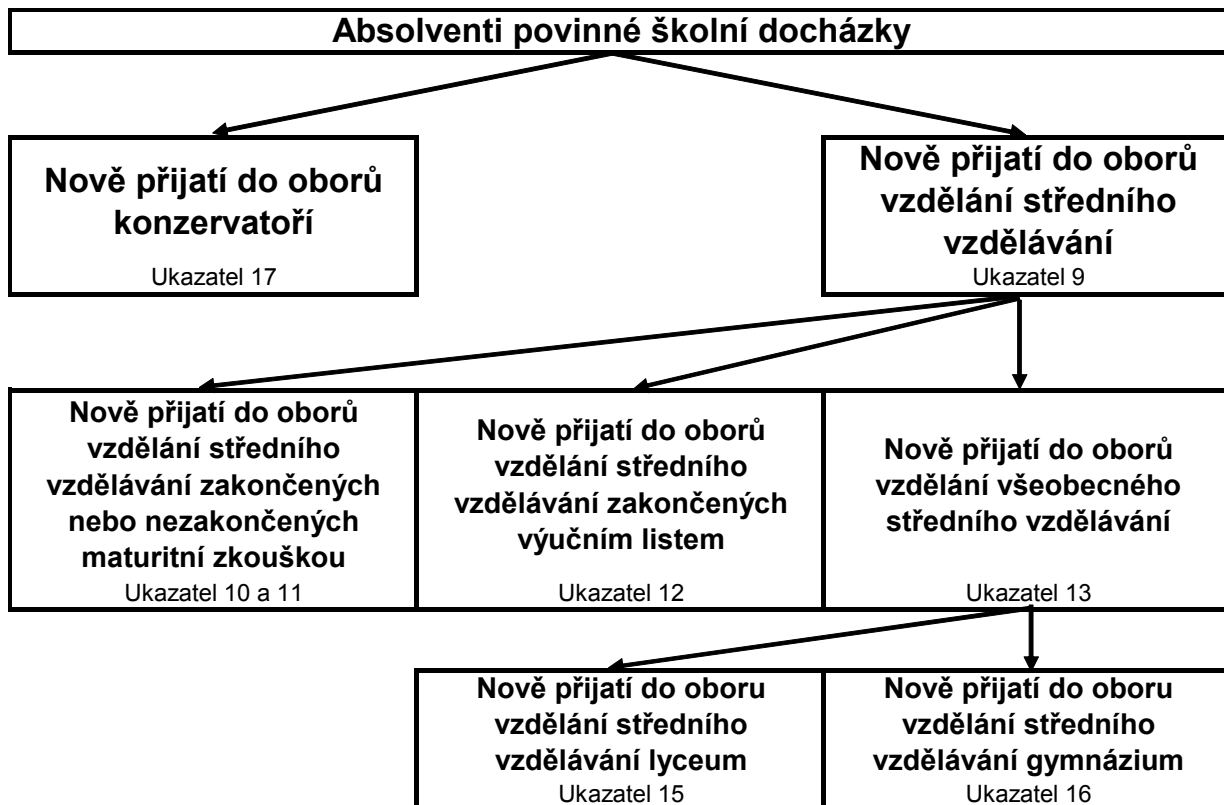 Absolventi povinné školní docházky
Nově přijatí do oborů
konzervatoří
Ukazatel 17
Nově přijatí do oborů
vzdělání středního
vzdělávání
Ukazatel 9
Nově přijatí do oborů
vzdělání středního
vzdělávání zakončených
nebo nezakončených
maturitní zkouškou
Ukazatel 10 a 11
Nově přijatí do oborů
vzdělání středního
vzdělávání zakončených
výučním listem
Ukazatel 12
Nově přijatí do oborů
vzdělání všeobecného
středního vzdělávání
Ukazatel 13
Nově přijatí do oboru
vzdělání středního
vzdělávání lyceum
Ukazatel 15
Nově přijatí do oboru
vzdělání středního
vzdělávání gymnázium
Ukazatel 16